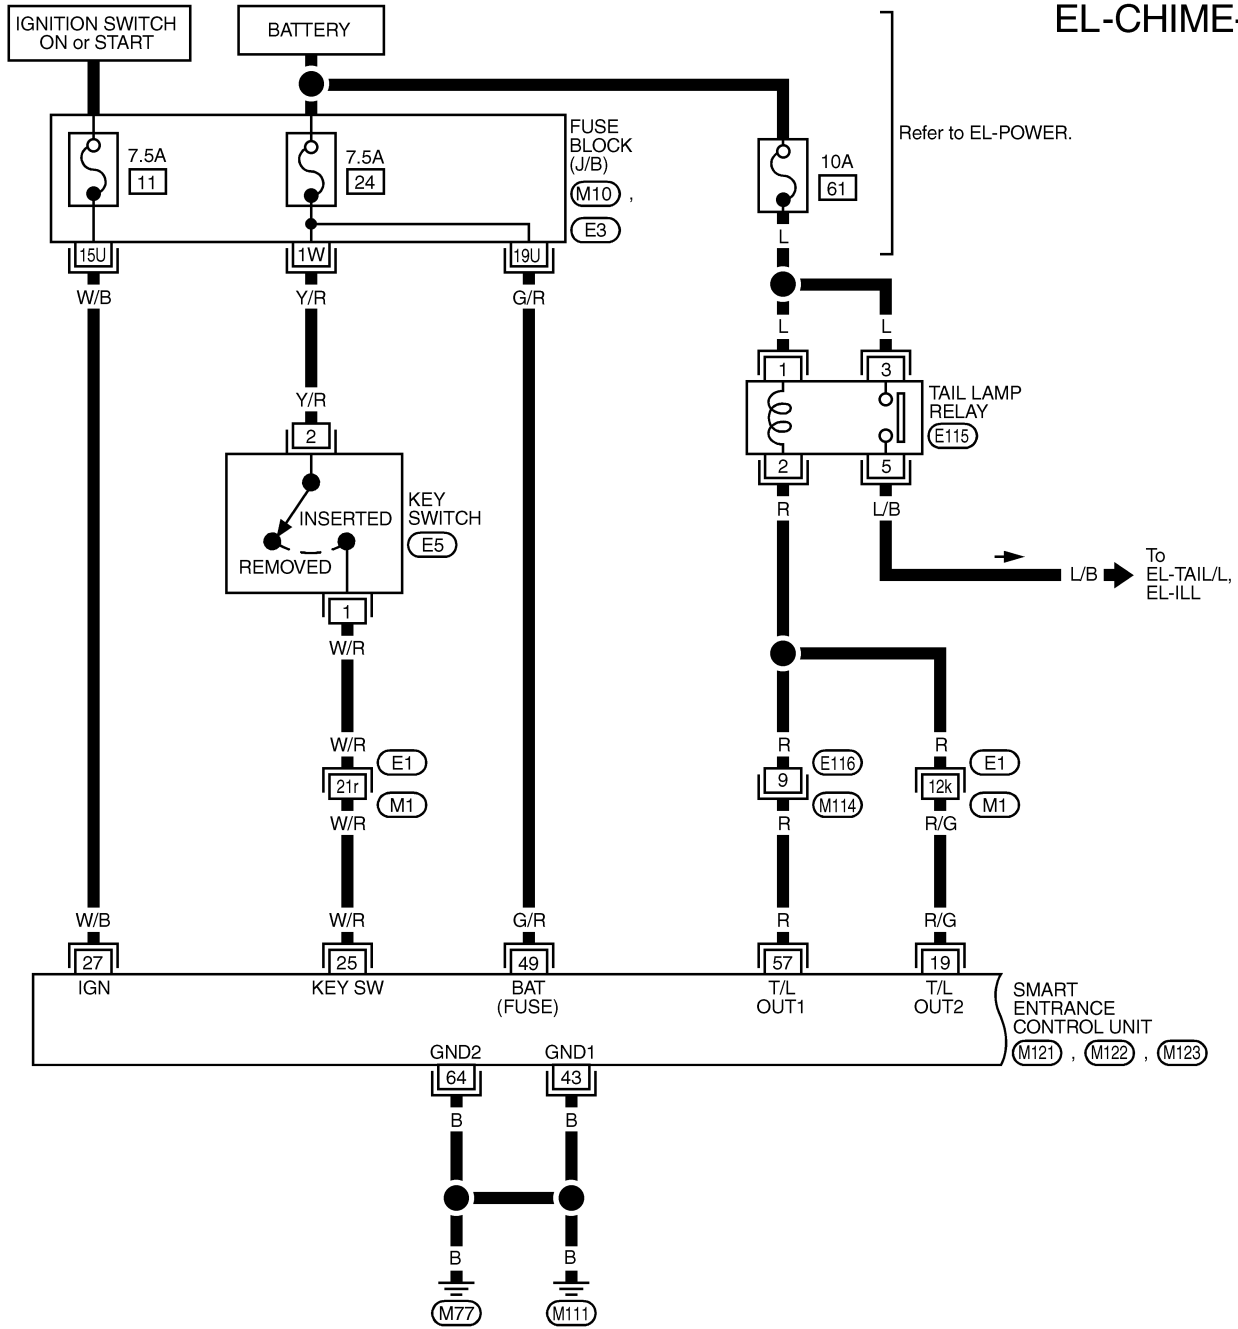 EL-CHIME-
IGNITION SWITCH
ON or START
BATTERY
Refer to EL-POWER.
7.5A
11
7.5A
24
FUSE
BLOCK
(J/B)
M10 ,
E3
10A
61
15U
1W
19U
L
W/B
Y/R
G/R
L
L
1
3
TAIL LAMP
RELAY
E115
Y/R
2
2
5
R
L/B
KEY
SWITCH
E5
INSERTED
REMOVED
L/B
To
EL-TAIL/L,
EL-ILL
1
W/R
W/R
E1
21r
M1
W/R
R
E116
9
M114
R
R
E1
12k
M1
R/G
W/B
W/R
G/R
R
R/G
27
25
49
57
19
IGN
KEY SW
BAT
(FUSE)
T/L
OUT1
T/L
OUT2
SMART
ENTRANCE
CONTROL UNIT
M121 , M122 , M123
GND2
GND1
64
43
B
B
B
B
M77
M111